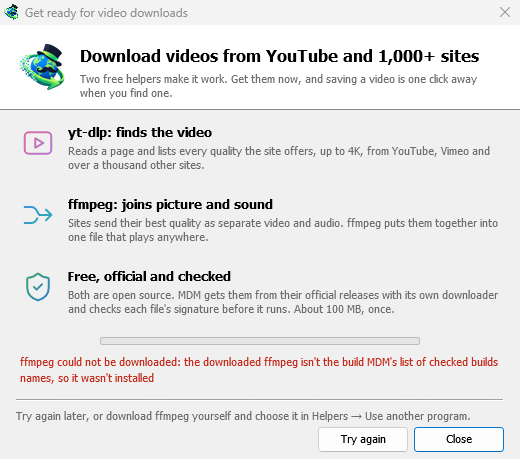 Get ready for video downloads
Download videos from YouTube and 1,000+ sites
Two free helpers make it work. Get them now, and saving a video is one click away
when you find one.
yt-dlp: finds the video
Reads a page and lists every quality the site offers, up to 4K, from YouTube, Vimeo and
over a thousand other sites.
ffmpeg: joins picture and sound
Sites send their best quality as separate video and audio. ffmpeg puts them together into
one file that plays anywhere.
Free, official and checked
Both are open source. MDM gets them from their official releases with its own downloader
and checks each file's signature before it runs. About 100 MB, once.
ffmpeg could not be downloaded: the downloaded ffmpeg isn't the build MDM's list of checked builds
names, so it wasn't installed
Try again later, or download ffmpeg yourself and choose it in Helpers → Use another program.
Try again
Close